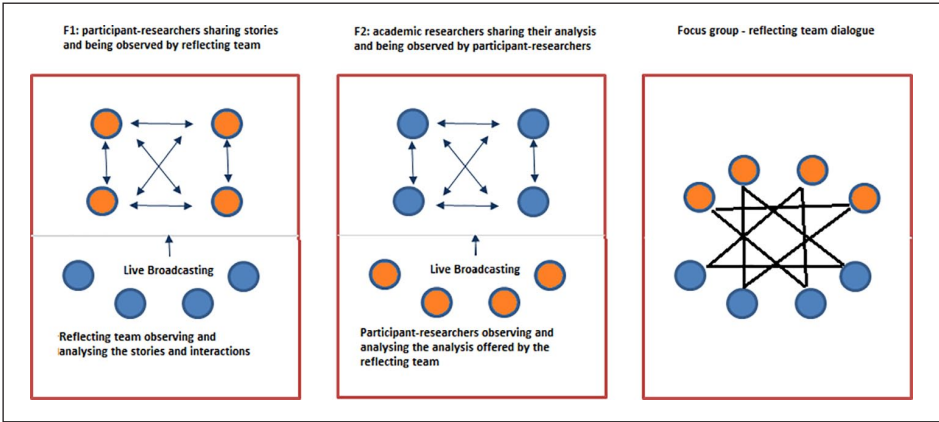 F1: participant-researchers sharing stories
and being observed by reflecting team
F2: academic researchers sharing their analysis
and being observed by participant-researchers
Focus group - reflecting team dialogue
Live Broadcasting
Reflecting team observing and
analysing the stories and interactions
Live Broadcasting
Participant-researchers observing and
analysing the analysis offered by the
reflecting team